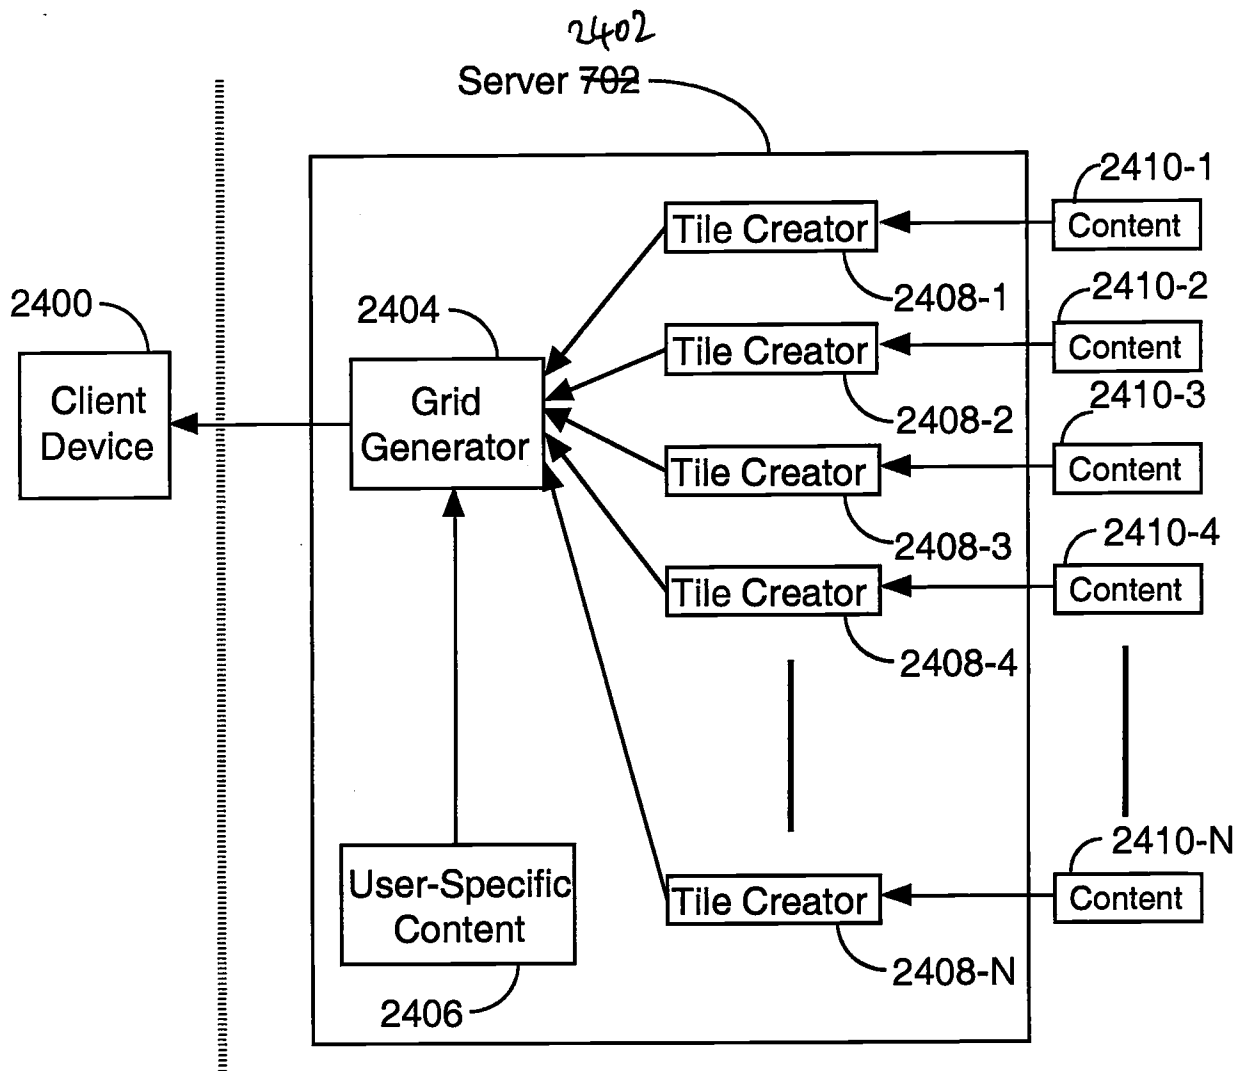 2402
Server 702
2410-1
Tile Creator
Content
2408-1
2410-2
2400
2404
Tile Creator
Content
Client
Device
Grid
Generator
2408-2
2410-3
Tile Creator
Content
2408-3
2410-4
Tile Creator
Content
2408-4
2410-N
User-Specific
Content
Tile Creator
Content
2408-N
2406